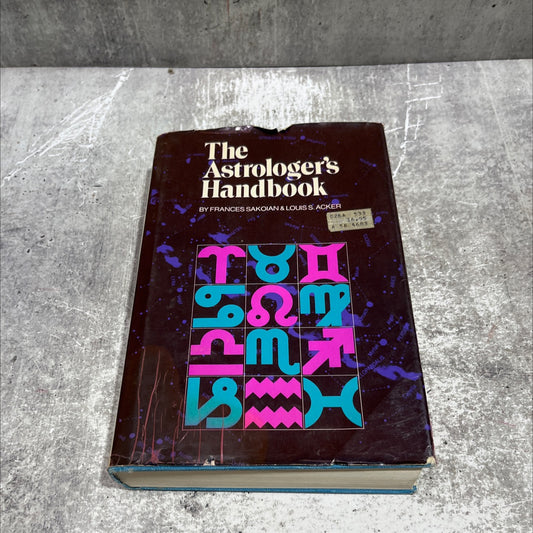 The
Astrologer's
Handbook
BY FRANCES SAKOIAN & LOUIS S. ACKER